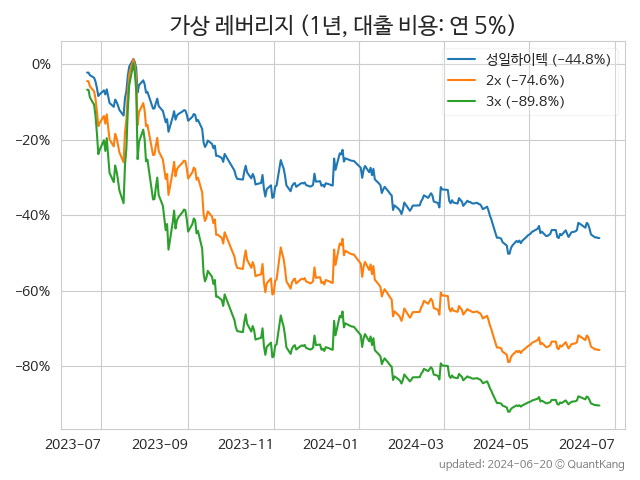 가상 레버리지 (1년, 대출 비용: 연 5%)
성일하이텍 (−44.8%)
2x (−74.6%)
3x (−89.8%)
0%
−20%
−40%
−60%
−80%
2023−07 2023−09 2023−11 2024−01 2024−03 2024−05 2024−07
updated: 2024-06-20 © QuantKang